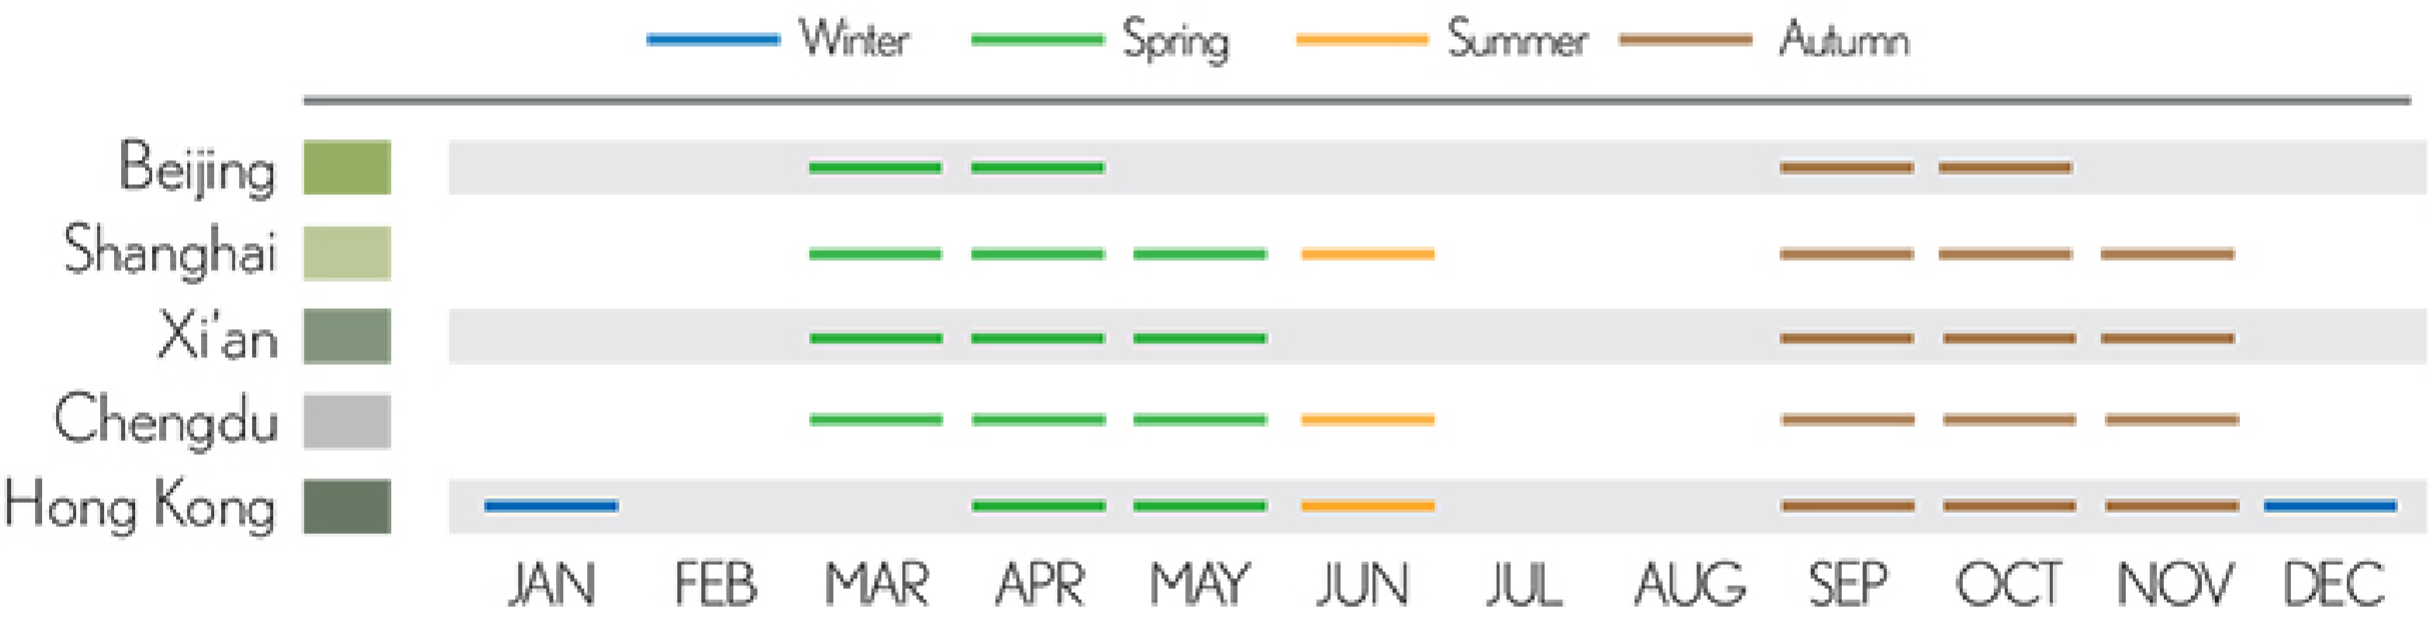 Winter Spring Summer Autumn
Beijing
Shanghai
Xi'an
Chengdu
Hong Kong
JAN FEB MAR APR MAY JUN JUL AUG SEP OCT NOV DEC